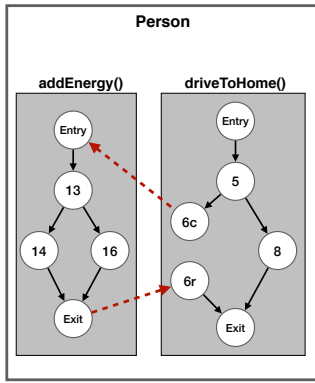 Person
addEnergy()
Entry
13
14
16
Exit
driveToHome()
Entry
5
6c
8
6r
Exit